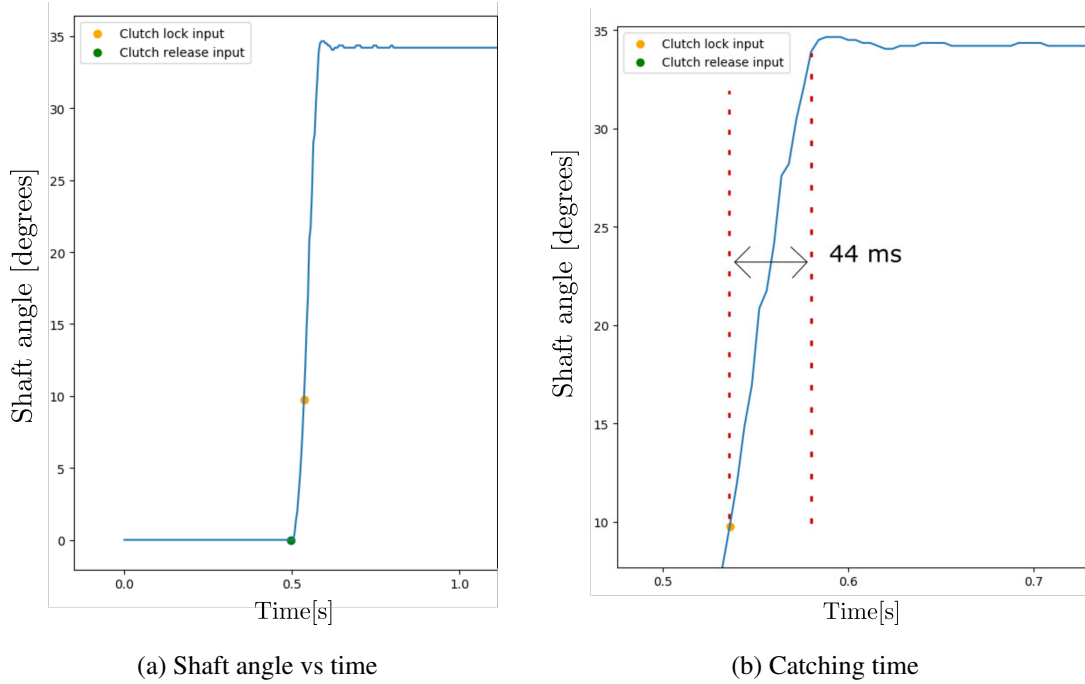 Clutch lock input
Clutch release input
35
30
25
20
15
10
5
0
0.0 0.5 1.0
Shaft angle [degrees]
Time[s]
(a) Shaft angle vs time
Clutch lock input
Clutch release input
35
30
25
20
15
10
0.5 0.6 0.7
44 ms
Shaft angle [degrees]
Time[s]
(b) Catching time